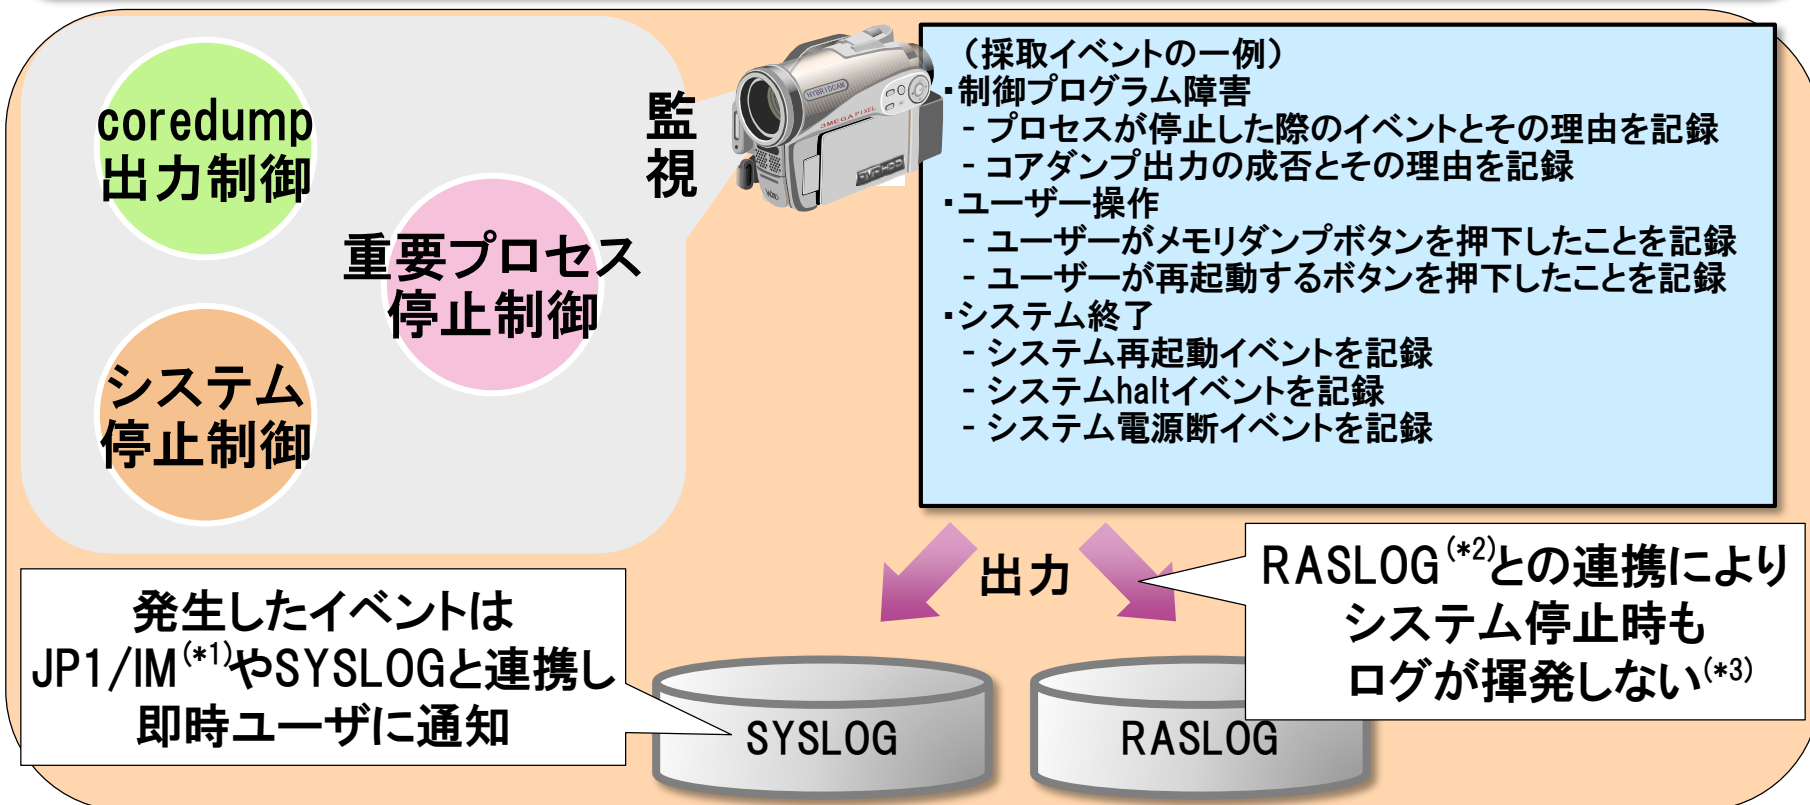 coredump
出力制御
重要プロセス
停止制御
システム
停止制御
監
視
HYBRIDCAM
3MEGA PIXEL
（採取イベントの一例）
・制御プログラム障害
- プロセスが停止した際のイベントとその理由を記録
- コアダンプ出力の成否とその理由を記録
・ユーザー操作
- ユーザーがメモリダンプボタンを押下したことを記録
- ユーザーが再起動するボタンを押下したことを記録
・システム終了
- システム再起動イベントを記録
- システムhaltイベントを記録
- システム電源断イベントを記録
出力
発生したイベントは
JP1/IM(*1)やSYSLOGと連携し
即時ユーザに通知
RASLOG(*2)との連携により
システム停止時も
ログが揮発しない(*3)
SYSLOG
RASLOG